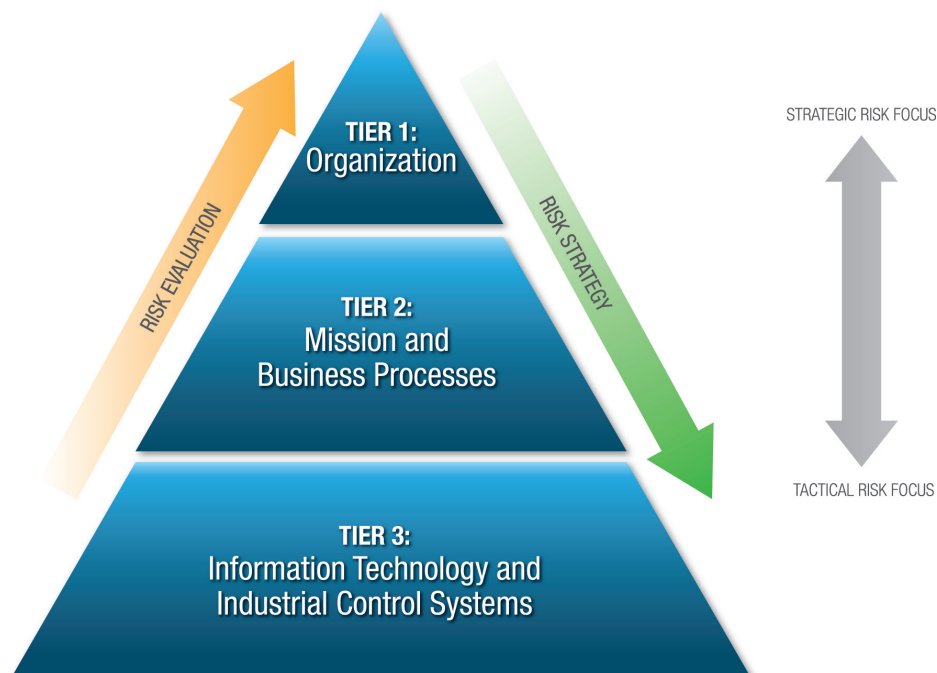 STRATEGIC RISK FOCUS
TIER 1:
Organization
RISK EVALUATION
RISK STRATEGY
TIER 2:
Mission and
Business Processes
TACTICAL RISK FOCUS
TIER 3:
Information Technology and
Industrial Control Systems